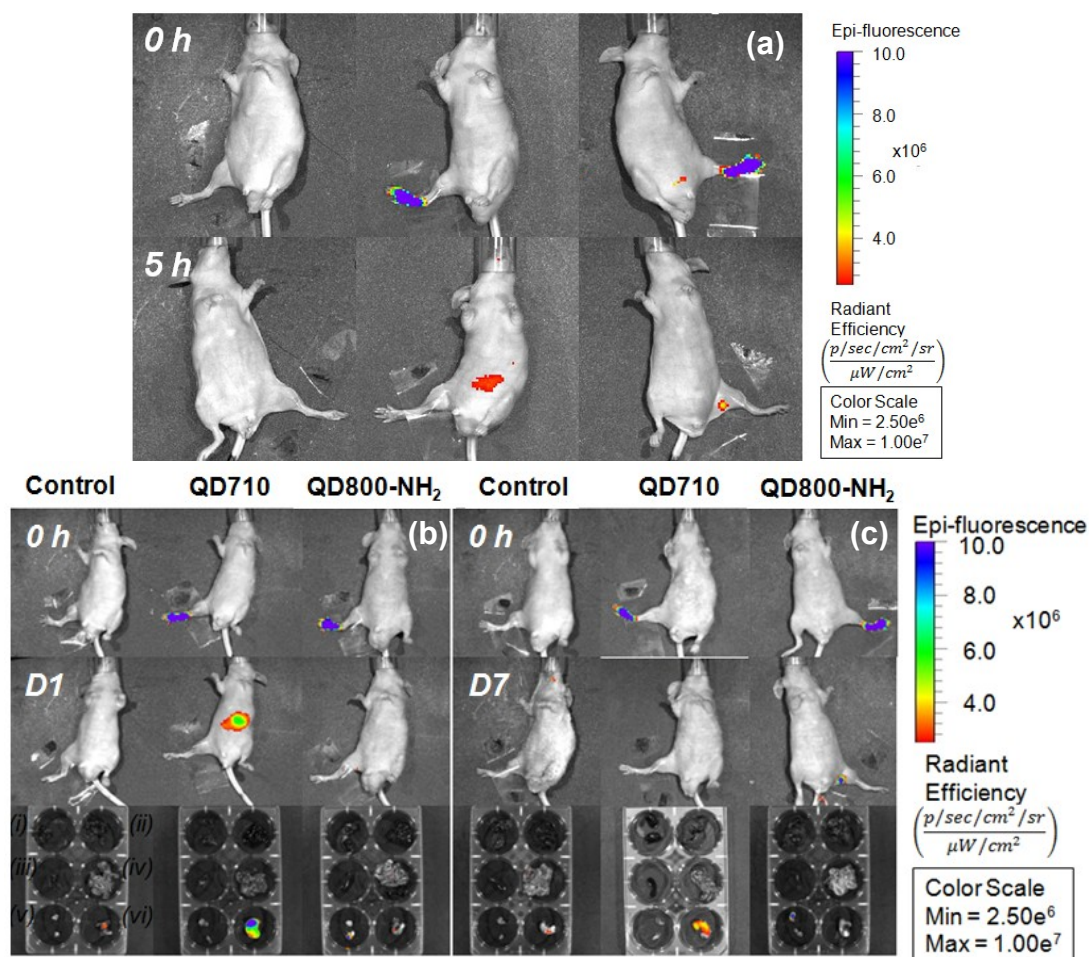 0 h
(a)
Epi-fluorescence
10.0
8.0
x10⁶
6.0
4.0
5 h
Radiant
Efficiency
(p/sec/cm²/sr / µW/cm²)
Color Scale
Min = 2.50e⁶
Max = 1.00e⁷
Control QD710 QD800-NH₂ Control QD710 QD800-NH₂
0 h
(b)
0 h
(c)
Epi-fluorescence
10.0
8.0
x10⁶
6.0
4.0
D1
D7
(i) (ii)
(iii) (iv)
(v) (vi)
Radiant
Efficiency
(p/sec/cm²/sr / µW/cm²)
Color Scale
Min = 2.50e⁶
Max = 1.00e⁷